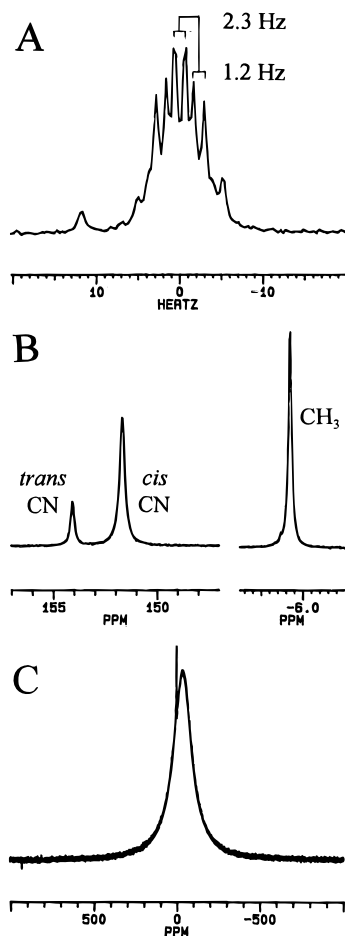 A
2.3 Hz
1.2 Hz
10 0 -10
HERTZ
B
CH3
trans cis
CN CN
155 150 -6.0
PPM PPM
C
500 0 -500
PPM